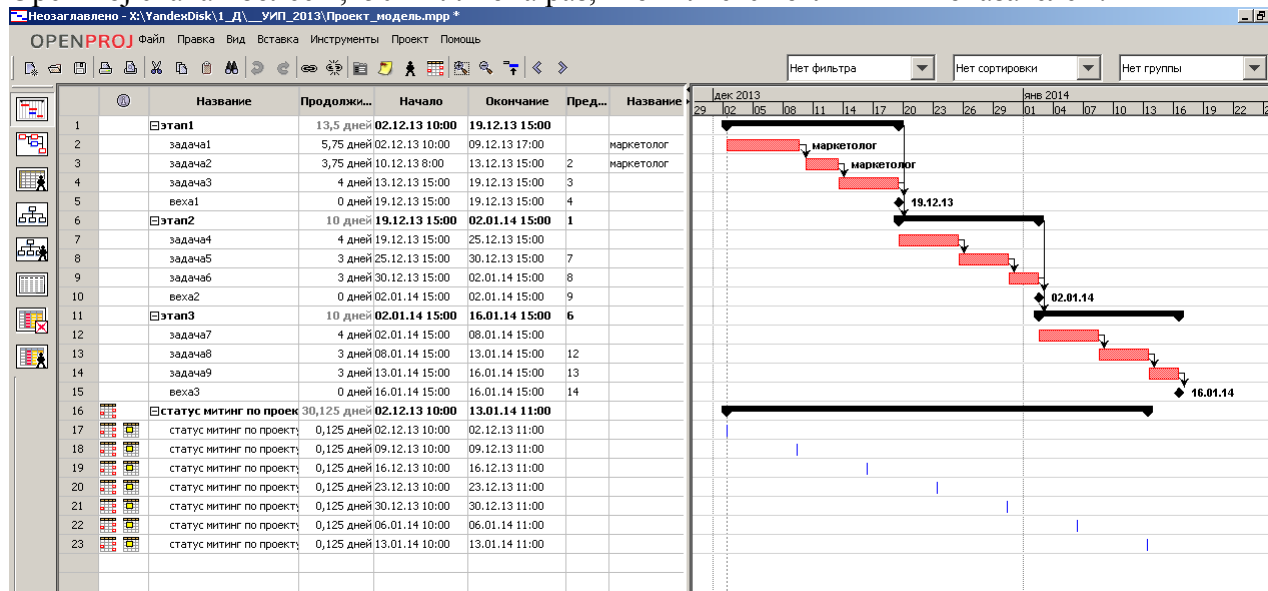 Неозаглавлено - X:\YandexDisk\1_Д\__УИП_2013\Проект_модель.mpp *
OPENPROJ Файл Правка Вид Вставка Инструменты Проект Помощь
Нет фильтра Нет сортировки Нет группы
Название Продолжи... Начало Окончание Пред... Название
дек 2013 янв 2014
29 02 05 08 11 14 17 20 23 26 29 01 04 07 10 13 16 19 22
1 этап1 13,5 дней 02.12.13 10:00 19.12.13 15:00
2 задача1 5,75 дней 02.12.13 10:00 09.12.13 17:00 маркетолог маркетолог
3 задача2 3,75 дней 10.12.13 8:00 13.12.13 15:00 2 маркетолог маркетолог
4 задача3 4 дней 13.12.13 15:00 19.12.13 15:00 3
5 веха1 0 дней 19.12.13 15:00 19.12.13 15:00 4 19.12.13
6 этап2 10 дней 19.12.13 15:00 02.01.14 15:00 1
7 задача4 4 дней 19.12.13 15:00 25.12.13 15:00
8 задача5 3 дней 25.12.13 15:00 30.12.13 15:00 7
9 задача6 3 дней 30.12.13 15:00 02.01.14 15:00 8
10 веха2 0 дней 02.01.14 15:00 02.01.14 15:00 9 02.01.14
11 этап3 10 дней 02.01.14 15:00 16.01.14 15:00 6
12 задача7 4 дней 02.01.14 15:00 08.01.14 15:00
13 задача8 3 дней 08.01.14 15:00 13.01.14 15:00 12
14 задача9 3 дней 13.01.14 15:00 16.01.14 15:00 13
15 веха3 0 дней 16.01.14 15:00 16.01.14 15:00 14 16.01.14
16 статус митинг по проек 30,125 дней 02.12.13 10:00 13.01.14 11:00
17 статус митинг по проекту 0,125 дней 02.12.13 10:00 02.12.13 11:00
18 статус митинг по проекту 0,125 дней 09.12.13 10:00 09.12.13 11:00
19 статус митинг по проекту 0,125 дней 16.12.13 10:00 16.12.13 11:00
20 статус митинг по проекту 0,125 дней 23.12.13 10:00 23.12.13 11:00
21 статус митинг по проекту 0,125 дней 30.12.13 10:00 30.12.13 11:00
22 статус митинг по проекту 0,125 дней 06.01.14 10:00 06.01.14 11:00
23 статус митинг по проекту 0,125 дней 13.01.14 10:00 13.01.14 11:00